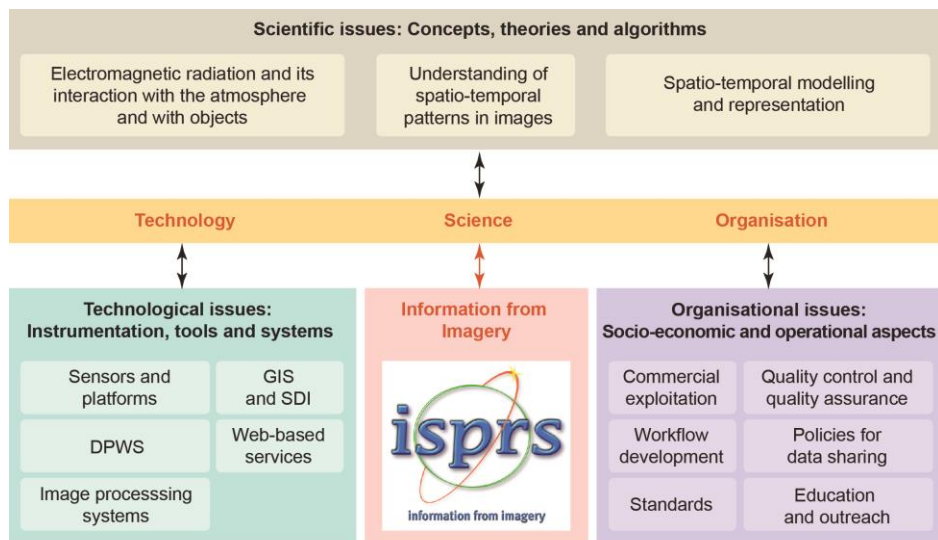 Scientific issues: Concepts, theories and algorithms
Electromagnetic radiation and its
interaction with the atmosphere
and with objects
Understanding of
spatio-temporal
patterns in images
Spatio-temporal modelling
and representation
Technology
Science
Organisation
Technological issues:
Instrumentation, tools and systems
Sensors and
platforms
GIS
and SDI
DPWS
Web-based
services
Image processsing
systems
Information from
Imagery
isprs
information from imagery
Organisational issues:
Socio-economic and operational aspects
Commercial
exploitation
Quality control and
quality assurance
Workflow
development
Policies for
data sharing
Standards
Education
and outreach